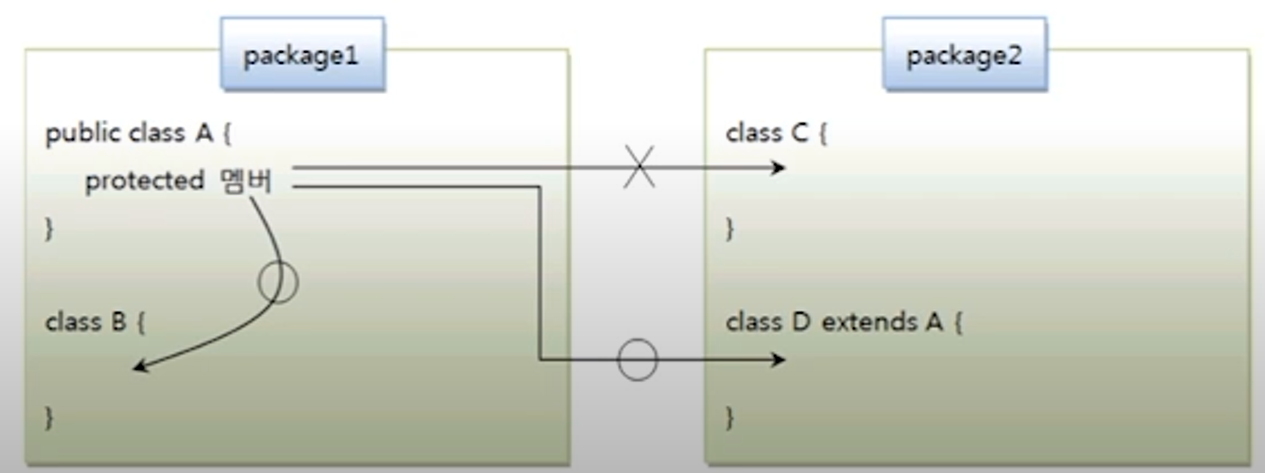 package1
public class A {
protected 멤버
}
class B {
}
package2
class C {
}
class D extends A {
}